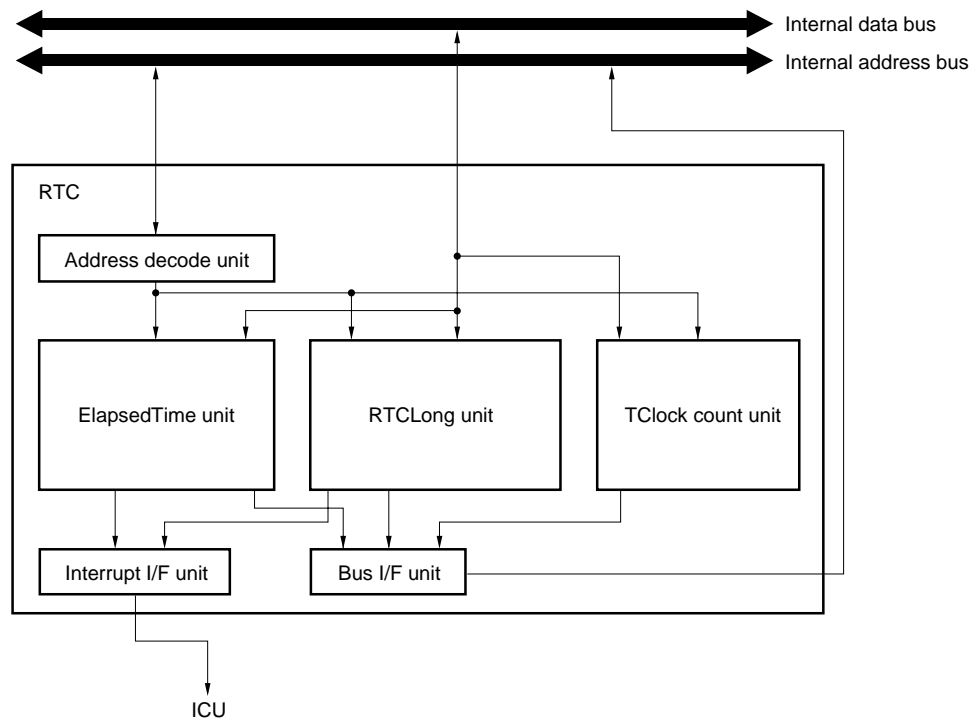 Internal data bus
Internal address bus
RTC
Address decode unit
ElapsedTime unit
RTCLong unit
TClock count unit
Interrupt I/F unit
Bus I/F unit
ICU